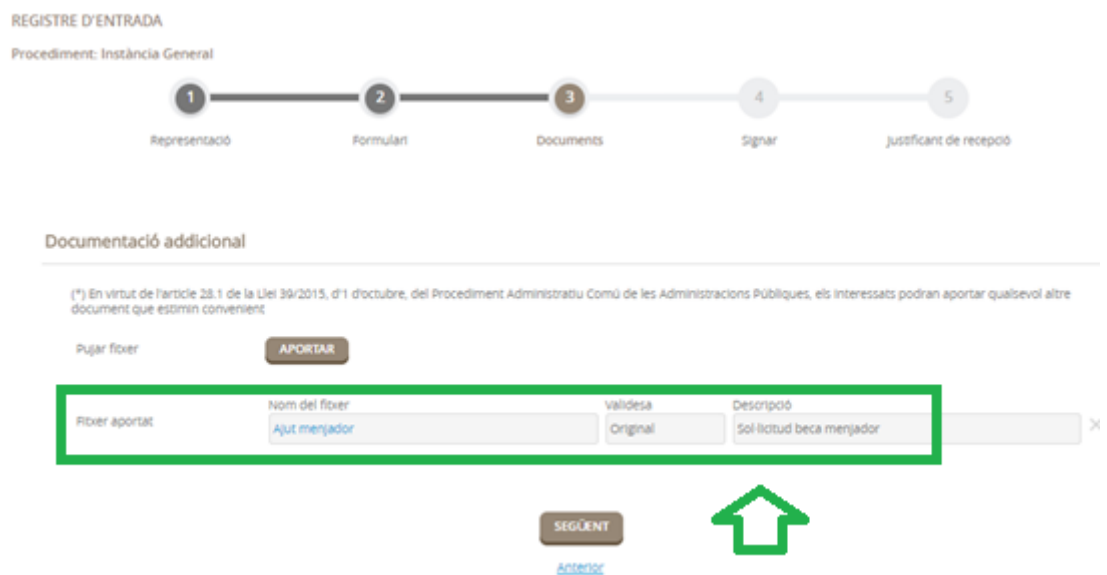 REGISTRE D'ENTRADA
Procediment: Instància General
1 2 3 4 5
Representació Formulari Documents Signar Justificant de recepció
Documentació addicional
(*) En virtut de l'article 28.1 de la Llei 39/2015, d'1 d'octubre, del Procediment Administratiu Comú de les Administracions Públiques, els interessats podran aportar qualsevol altre
document que estimin convenient
Pujar fitxer APORTAR
Nom del fitxer Validesa Descripció
Fitxer aportat Ajut menjador Original Sol·licitud beca menjador
SEGÜENT
Anterior